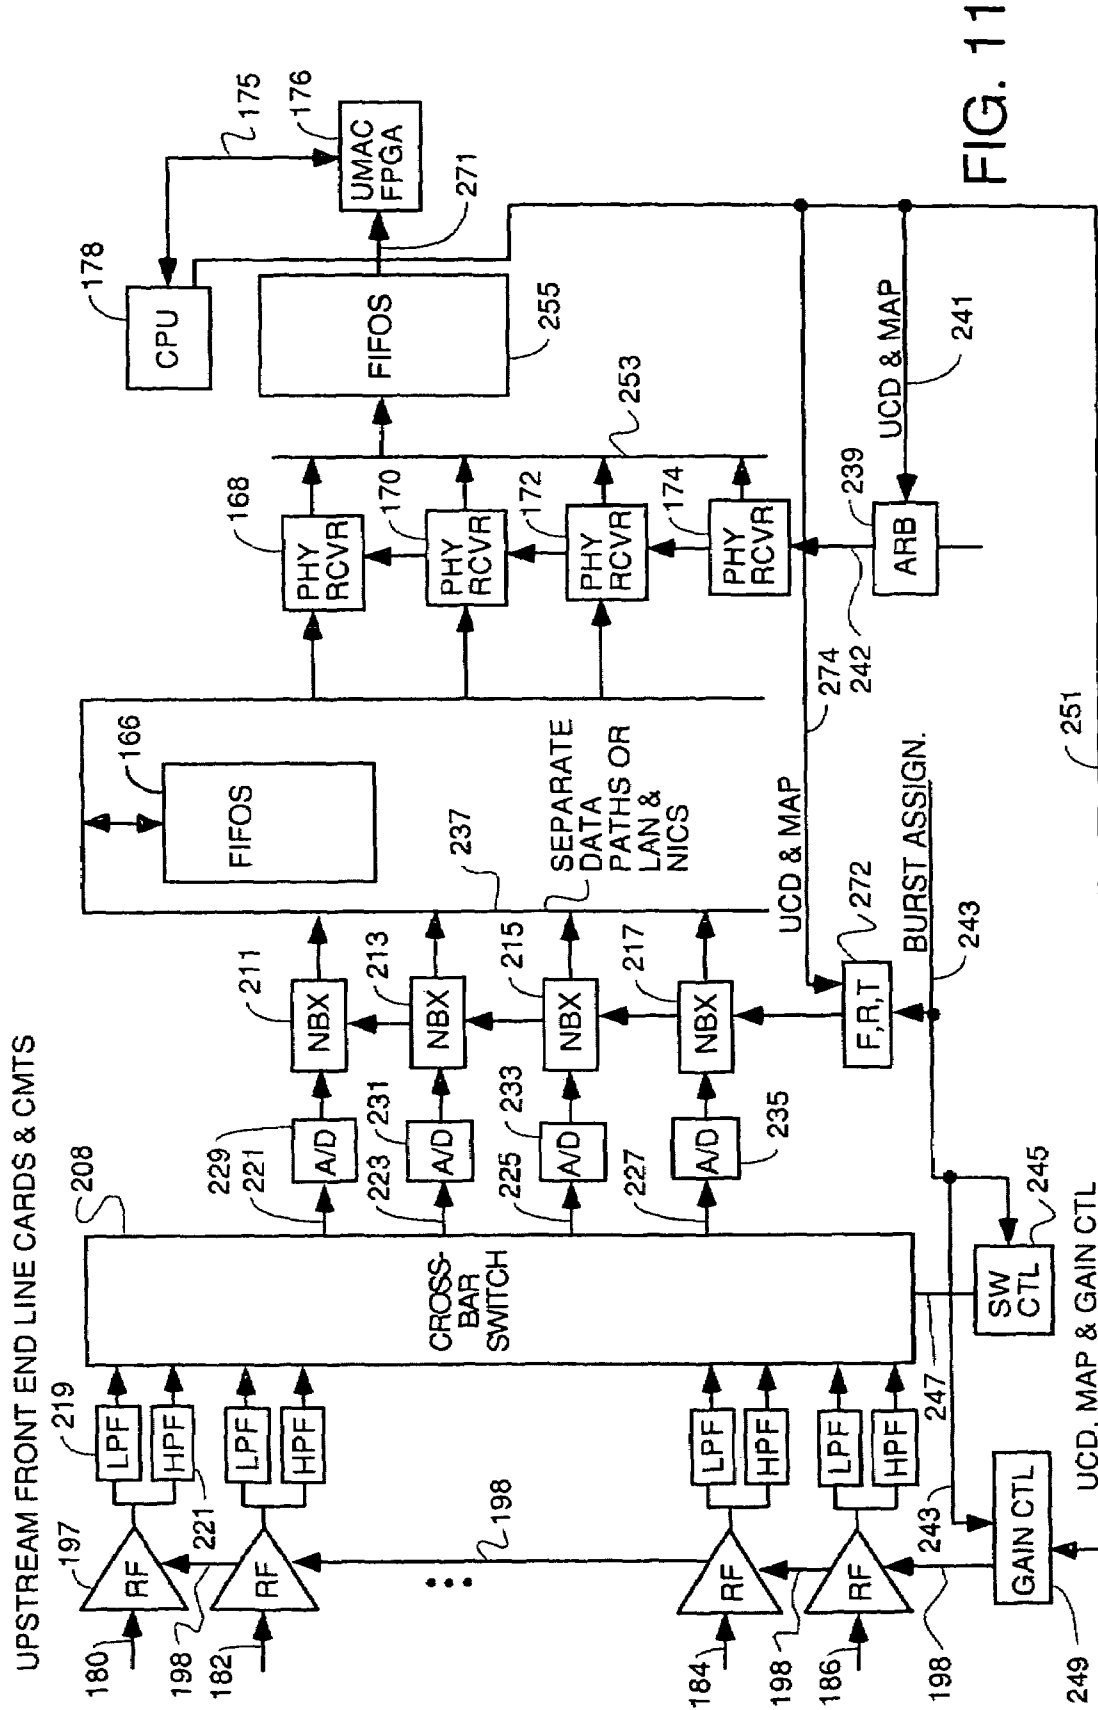 UPSTREAM FRONT END LINE CARDS & CMTS
180
197
RF
198
182
RF
198
184
RF
198
186
RF
198
219
LPF
HPF
221
LPF
HPF
LPF
HPF
LPF
HPF
208
CROSS-
BAR
SWITCH
229
221
A/D
223
231
A/D
225
233
A/D
227
A/D
235
211
NBX
213
NBX
215
NBX
217
NBX
166
FIFOS
237
SEPARATE
DATA
PATHS OR
LAN &
NICS
168
PHY
RCVR
170
PHY
RCVR
172
PHY
RCVR
174
PHY
RCVR
253
178
CPU
175
176
UMAC
FPGA
271
FIFOS
255
UCD & MAP
274
242
239
ARB
UCD & MAP
241
F,R,T
272
BURST ASSIGN.
243
245
SW
CTL
247
243
GAIN CTL
249
UCD, MAP & GAIN CTL
251
FIG. 11